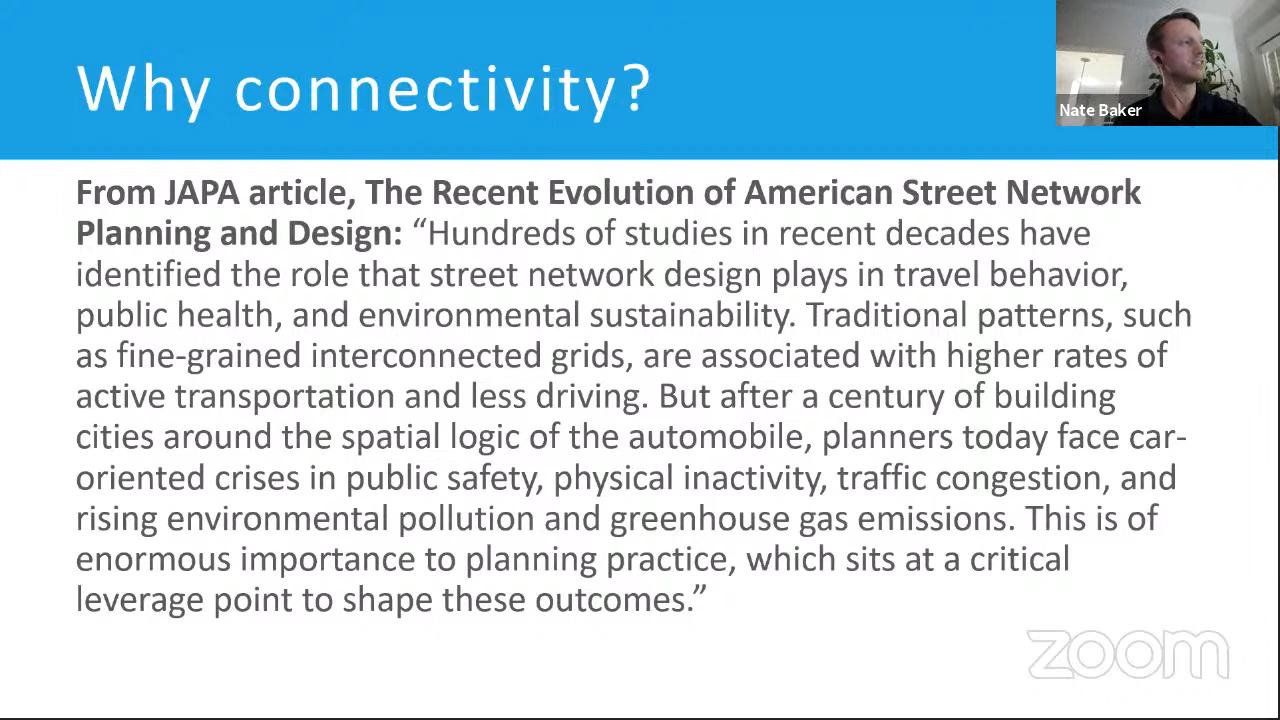 Why connectivity?
Nate Baker
From JAPA article, The Recent Evolution of American Street Network
Planning and Design: “Hundreds of studies in recent decades have
identified the role that street network design plays in travel behavior,
public health, and environmental sustainability. Traditional patterns, such
as fine-grained interconnected grids, are associated with higher rates of
active transportation and less driving. But after a century of building
cities around the spatial logic of the automobile, planners today face car-
oriented crises in public safety, physical inactivity, traffic congestion, and
rising environmental pollution and greenhouse gas emissions. This is of
enormous importance to planning practice, which sits at a critical
leverage point to shape these outcomes.”
zoom